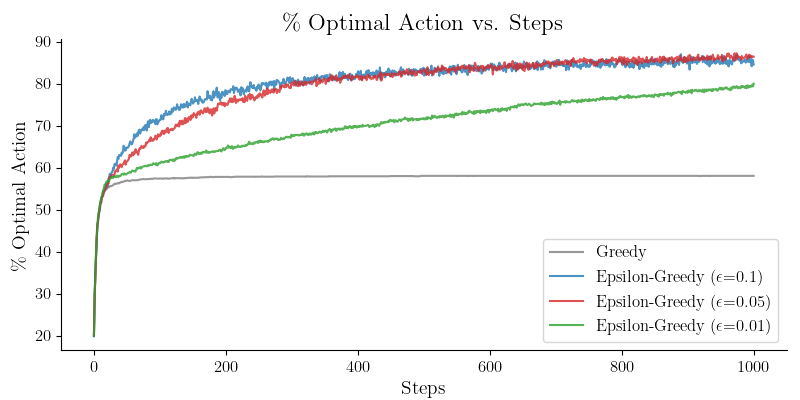 % Optimal Action vs. Steps
% Optimal Action
90
80
70
60
50
40
30
20
0
200
400
600
800
1000
Steps
Greedy
Epsilon-Greedy (ϵ=0.1)
Epsilon-Greedy (ϵ=0.05)
Epsilon-Greedy (ϵ=0.01)